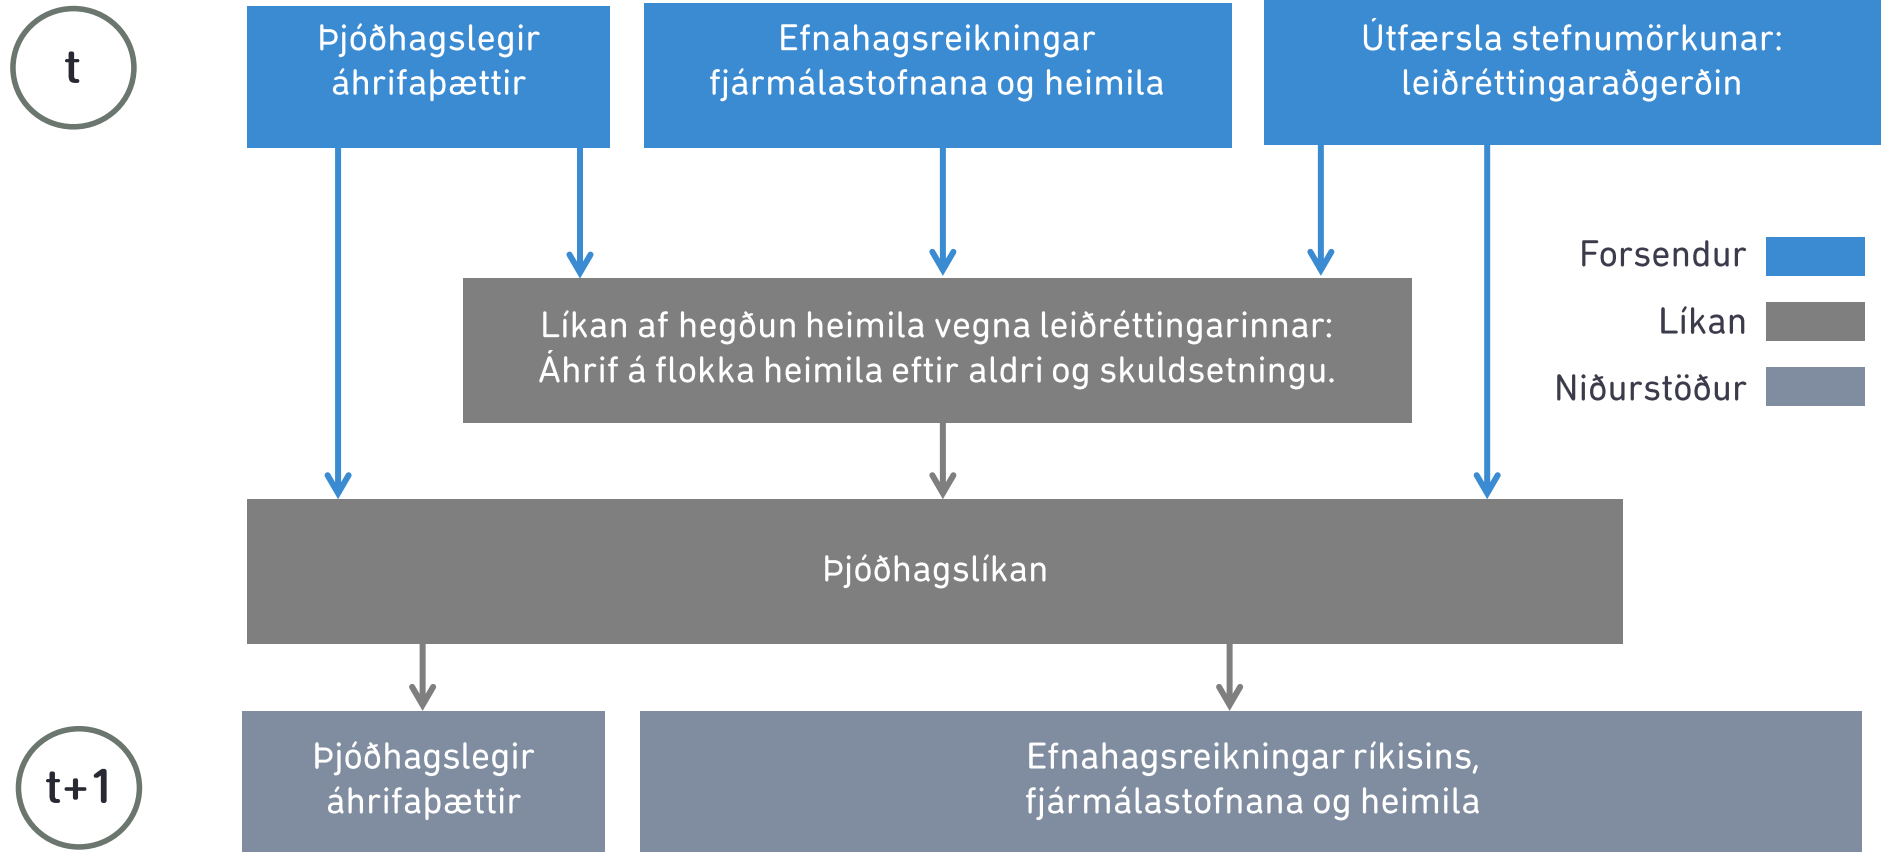 t
Þjóðhagslegir
áhrifaþættir
Efnahagsreikningar
fjármálastofnana og heimila
Útfærsla stefnumörkunar:
leiðréttingaraðgerðin
Forsendur
Líkan
Niðurstöður
Líkan af hegðun heimila vegna leiðréttingarinnar:
Áhrif á flokka heimila eftir aldri og skuldsetningu.
Þjóðhagslíkan
t+1
Þjóðhagslegir
áhrifaþættir
Efnahagsreikningar ríkisins,
fjármálastofnana og heimila